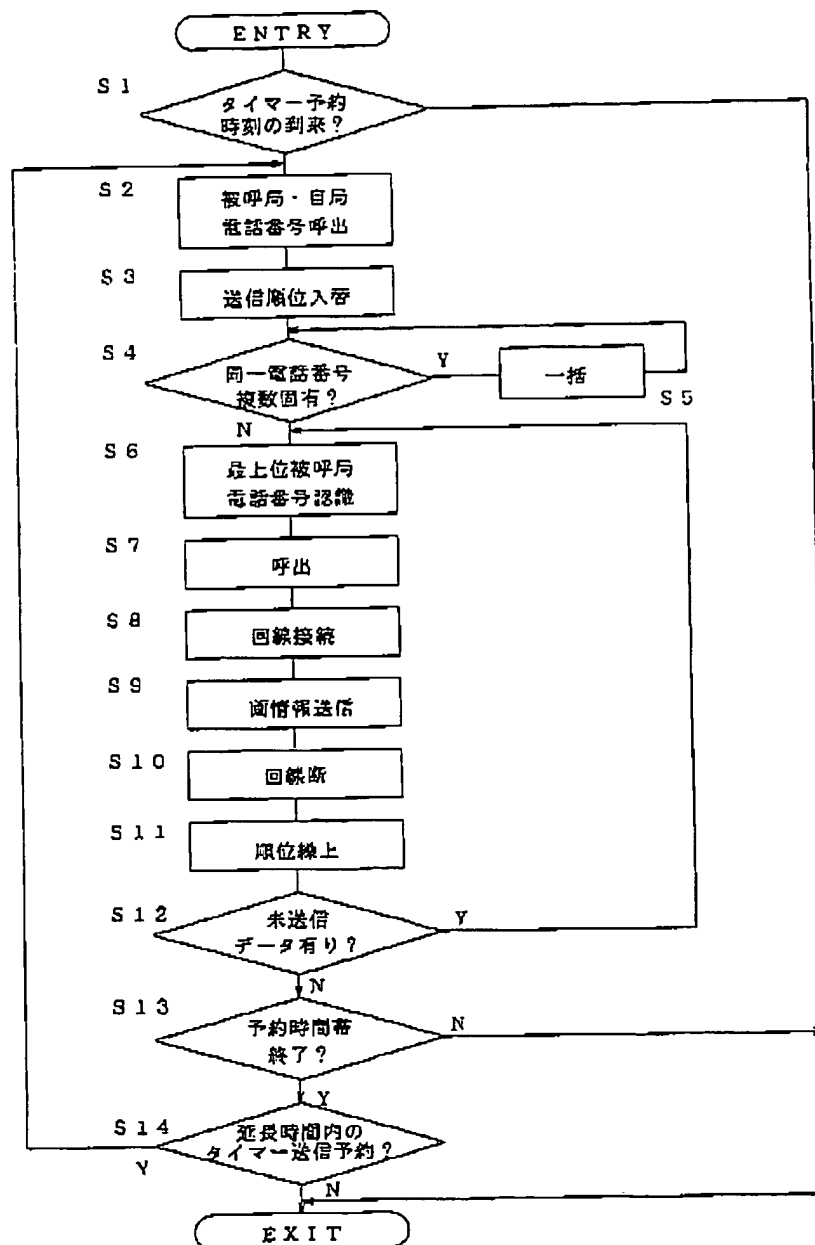 ENTRY
S1
タイマー予約
時刻の到来?
S2
被呼局・自局
電話番号呼出
S3
送信順位入替
S4
同一電話番号
複数固有?
Y
一括
S5
N
S6
最上位被呼局
電話番号認識
S7
呼出
S8
回線接続
S9
画情報送信
S10
回線断
S11
順位繰上
S12
未送信
データ有り?
Y
N
S13
予約時間帯
終了?
N
Y
S14
延長時間内の
タイマー送信予約?
Y
N
EXIT